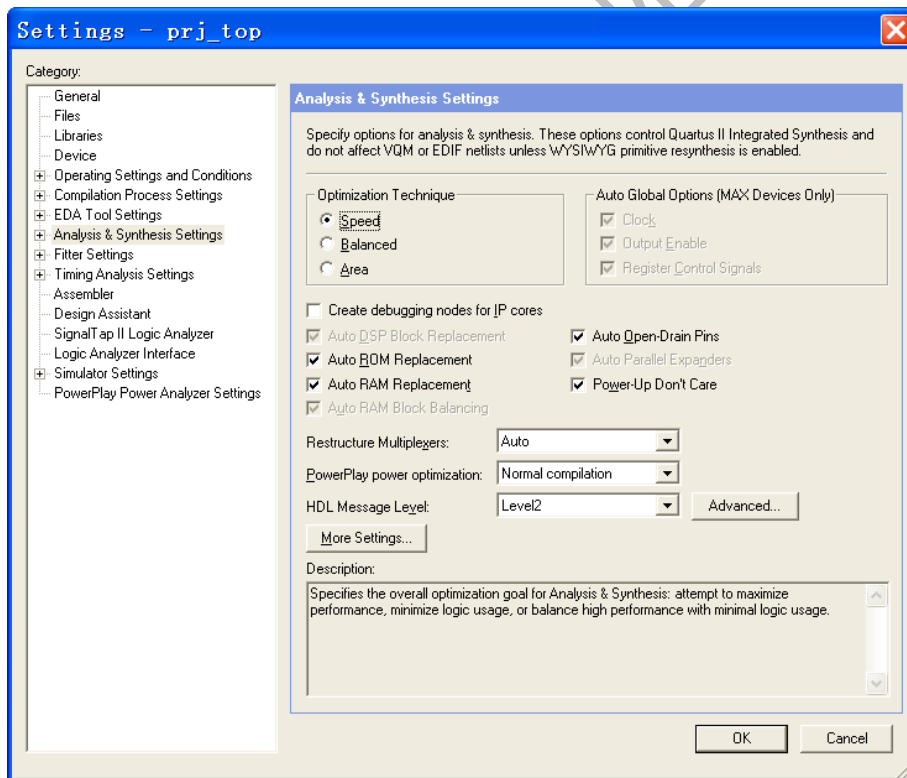 Settings - prj_top
Category:
General
Files
Libraries
Device
Operating Settings and Conditions
Compilation Process Settings
EDA Tool Settings
Analysis & Synthesis Settings
Fitter Settings
Timing Analysis Settings
Assembler
Design Assistant
SignalTap II Logic Analyzer
Logic Analyzer Interface
Simulator Settings
PowerPlay Power Analyzer Settings
Analysis & Synthesis Settings
Specify options for analysis & synthesis. These options control Quartus II Integrated Synthesis and
do not affect VQM or EDIF netlists unless WYSIWYG primitive resynthesis is enabled.
Optimization Technique
Speed
Balanced
Area
Auto Global Options (MAX Devices Only)
Clock
Output Enable
Register Control Signals
Create debugging nodes for IP cores
Auto DSP Block Replacement
Auto ROM Replacement
Auto RAM Replacement
Auto RAM Block Balancing
Auto Open-Drain Pins
Auto Parallel Expanders
Power-Up Don't Care
Restructure Multiplexers: Auto
PowerPlay power optimization: Normal compilation
HDL Message Level: Level2 Advanced...
More Settings...
Description:
Specifies the overall optimization goal for Analysis & Synthesis: attempt to maximize
performance, minimize logic usage, or balance high performance with minimal logic usage.
OK Cancel